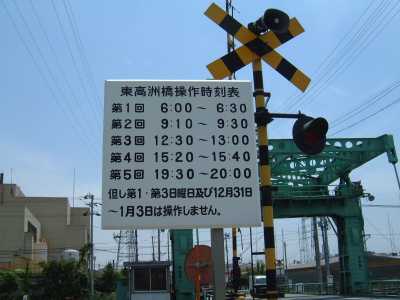 東高洲橋操作時刻表
第1回 6:00〜 6:30
第2回 9:10〜 9:30
第3回 12:30〜13:00
第4回 15:20〜15:40
第5回 19:30〜20:00
但し第1・第3日曜日及び12月31日
〜1月3日は操作しません。